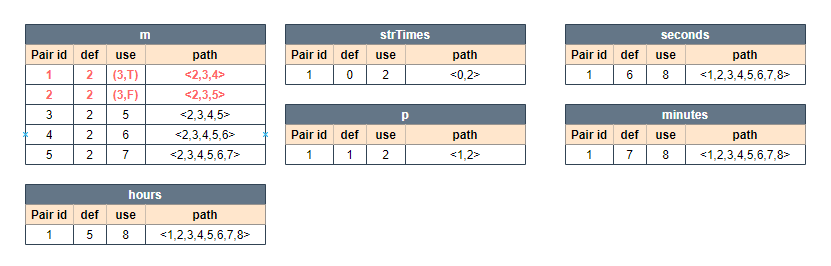 m
Pair id def use path
1 2 (3,T) <2,3,4>
2 2 (3,F) <2,3,5>
3 2 5 <2,3,4,5>
4 2 6 <2,3,4,5,6>
5 2 7 <2,3,4,5,6,7>
strTimes
Pair id def use path
1 0 2 <0,2>
seconds
Pair id def use path
1 6 8 <1,2,3,4,5,6,7,8>
p
Pair id def use path
1 1 2 <1,2>
minutes
Pair id def use path
1 7 8 <1,2,3,4,5,6,7,8>
hours
Pair id def use path
1 5 8 <1,2,3,4,5,6,7,8>